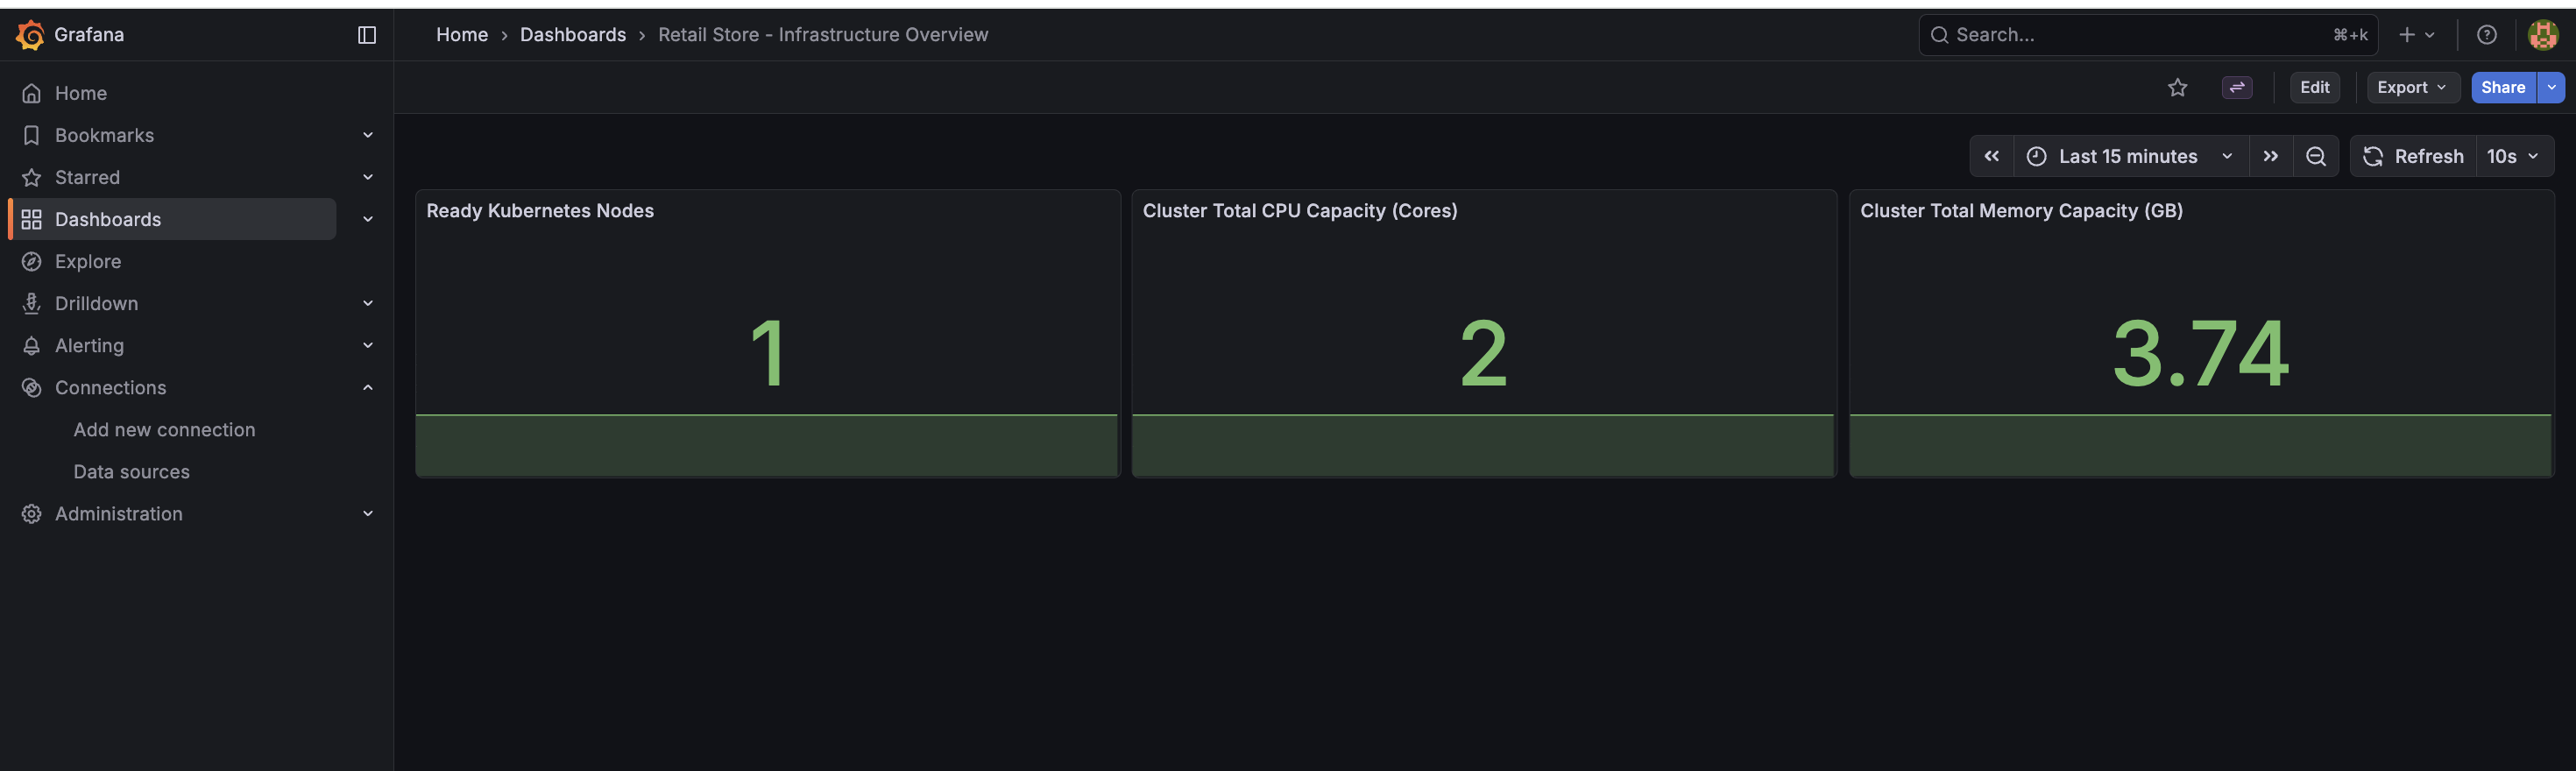 Grafana
Home › Dashboards › Retail Store - Infrastructure Overview
Search...
⌘+k
Edit
Export
Share
Home
Bookmarks
Starred
Dashboards
Explore
Drilldown
Alerting
Connections
Add new connection
Data sources
Administration
Last 15 minutes
Refresh
10s
Ready Kubernetes Nodes
1
Cluster Total CPU Capacity (Cores)
2
Cluster Total Memory Capacity (GB)
3.74